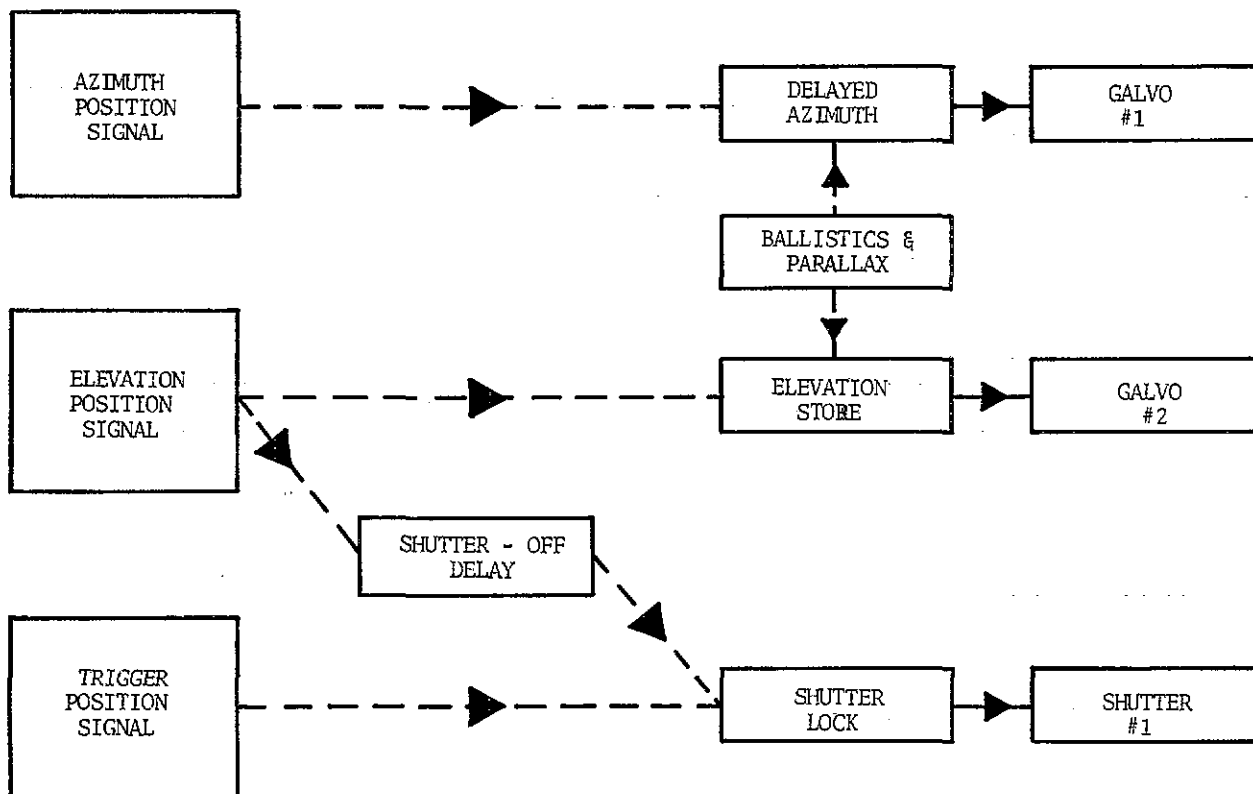 AZIMUTH
POSITION
SIGNAL
DELAYED
AZIMUTH
GALVO
#1
BALLISTICS &
PARALLAX
ELEVATION
POSITION
SIGNAL
ELEVATION
STORE
GALVO
#2
SHUTTER - OFF
DELAY
TRIGGER
POSITION
SIGNAL
SHUTTER
LOCK
SHUTTER
#1